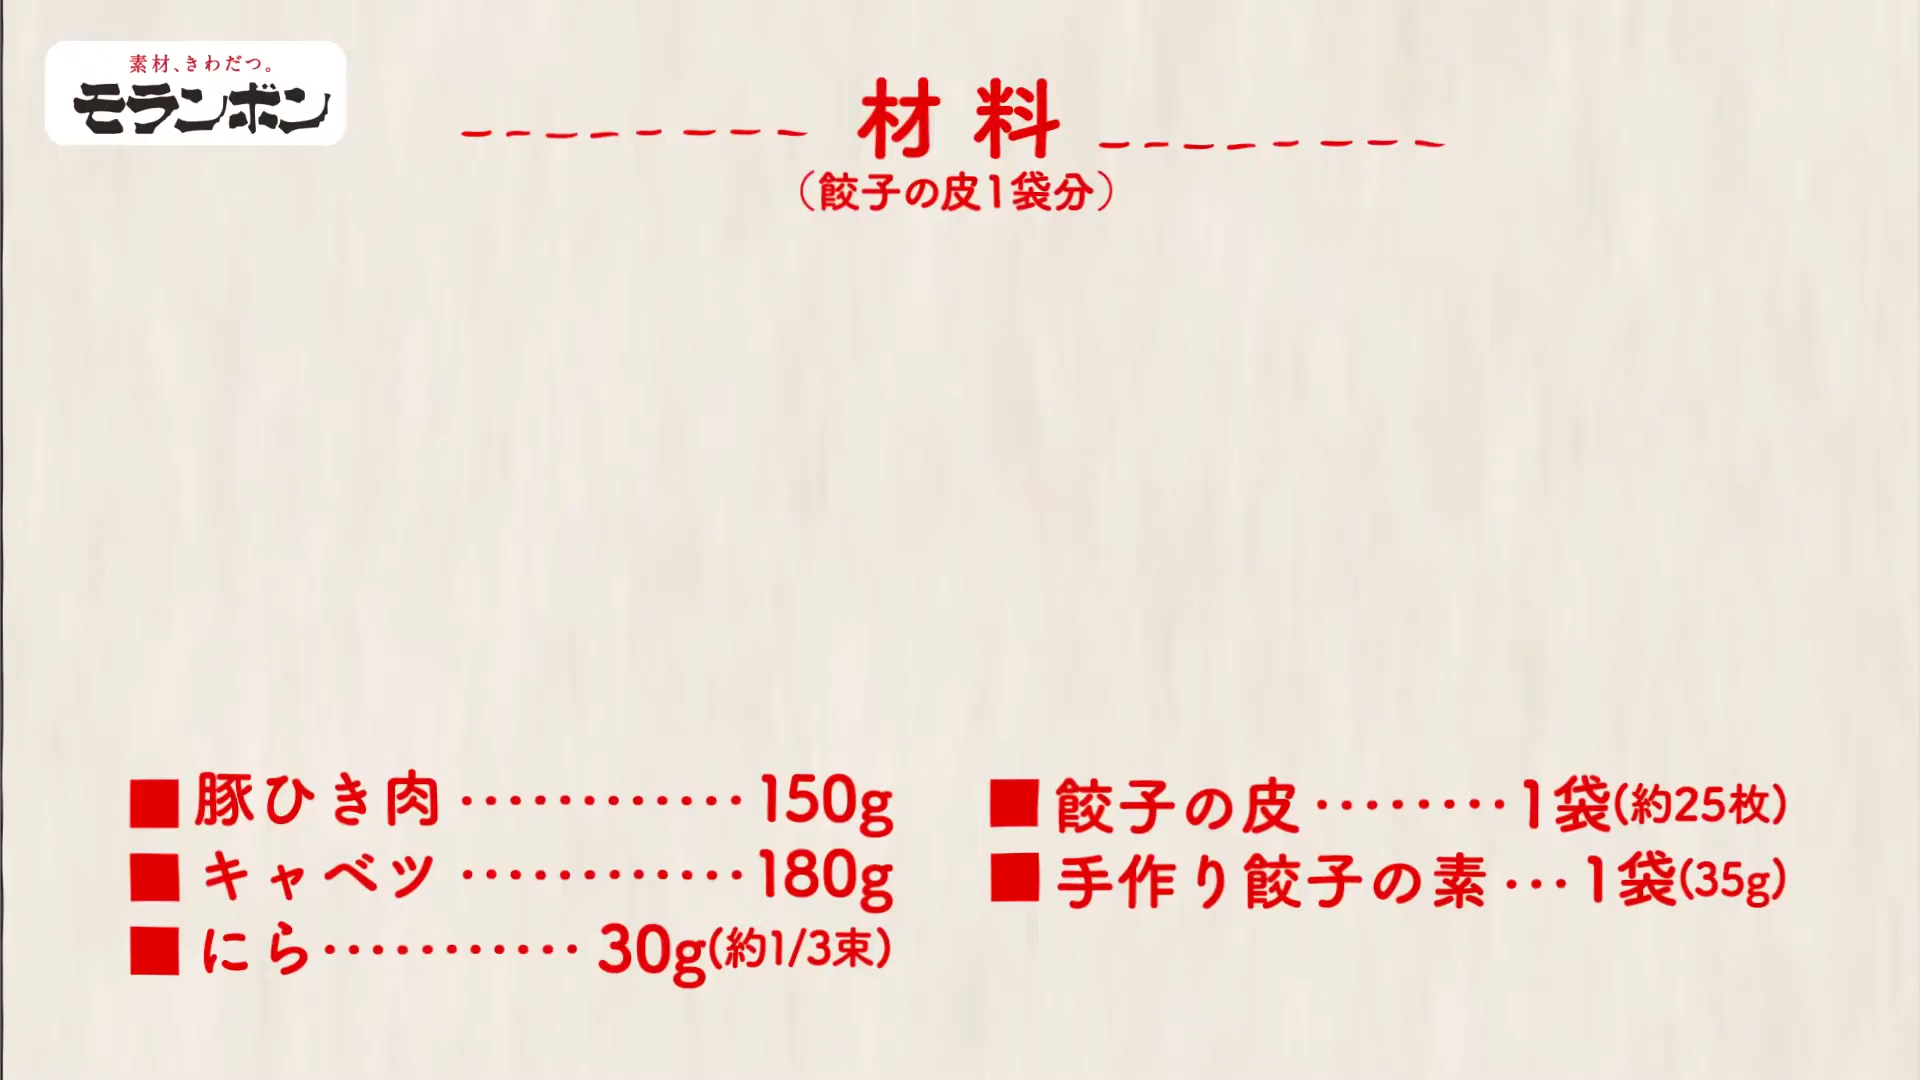 素材、きわだつ。
モランボン
材料
（餃子の皮1袋分）
■豚ひき肉…………150g
■キャベツ…………180g
■にら…………30g(約1/3束)
■餃子の皮………1袋(約25枚)
■手作り餃子の素…1袋(35g)